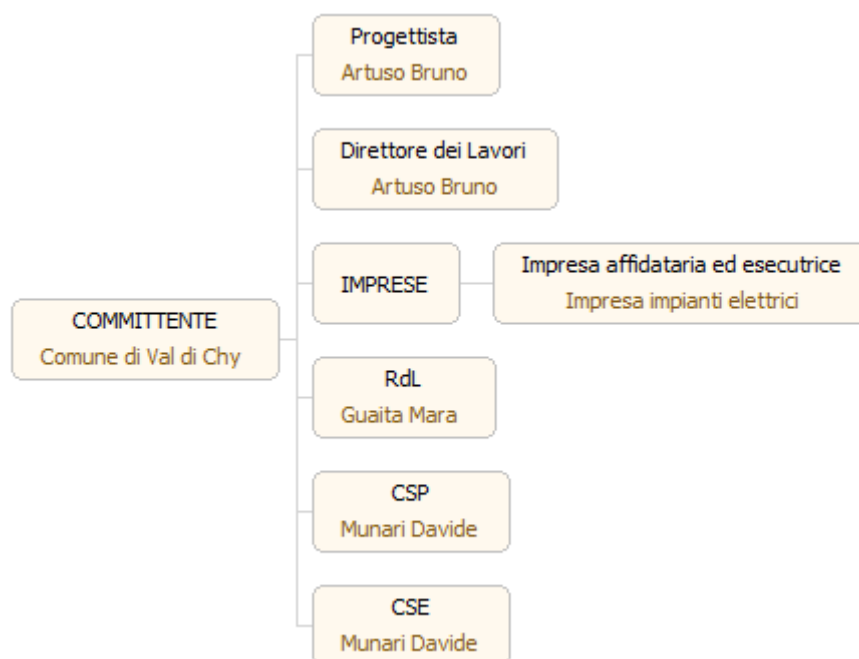 Progettista
Artuso Bruno
Direttore dei Lavori
Artuso Bruno
IMPRESE
Impresa affidataria ed esecutrice
Impresa impianti elettrici
COMMITTENTE
Comune di Val di Chy
RdL
Guaita Mara
CSP
Munari Davide
CSE
Munari Davide